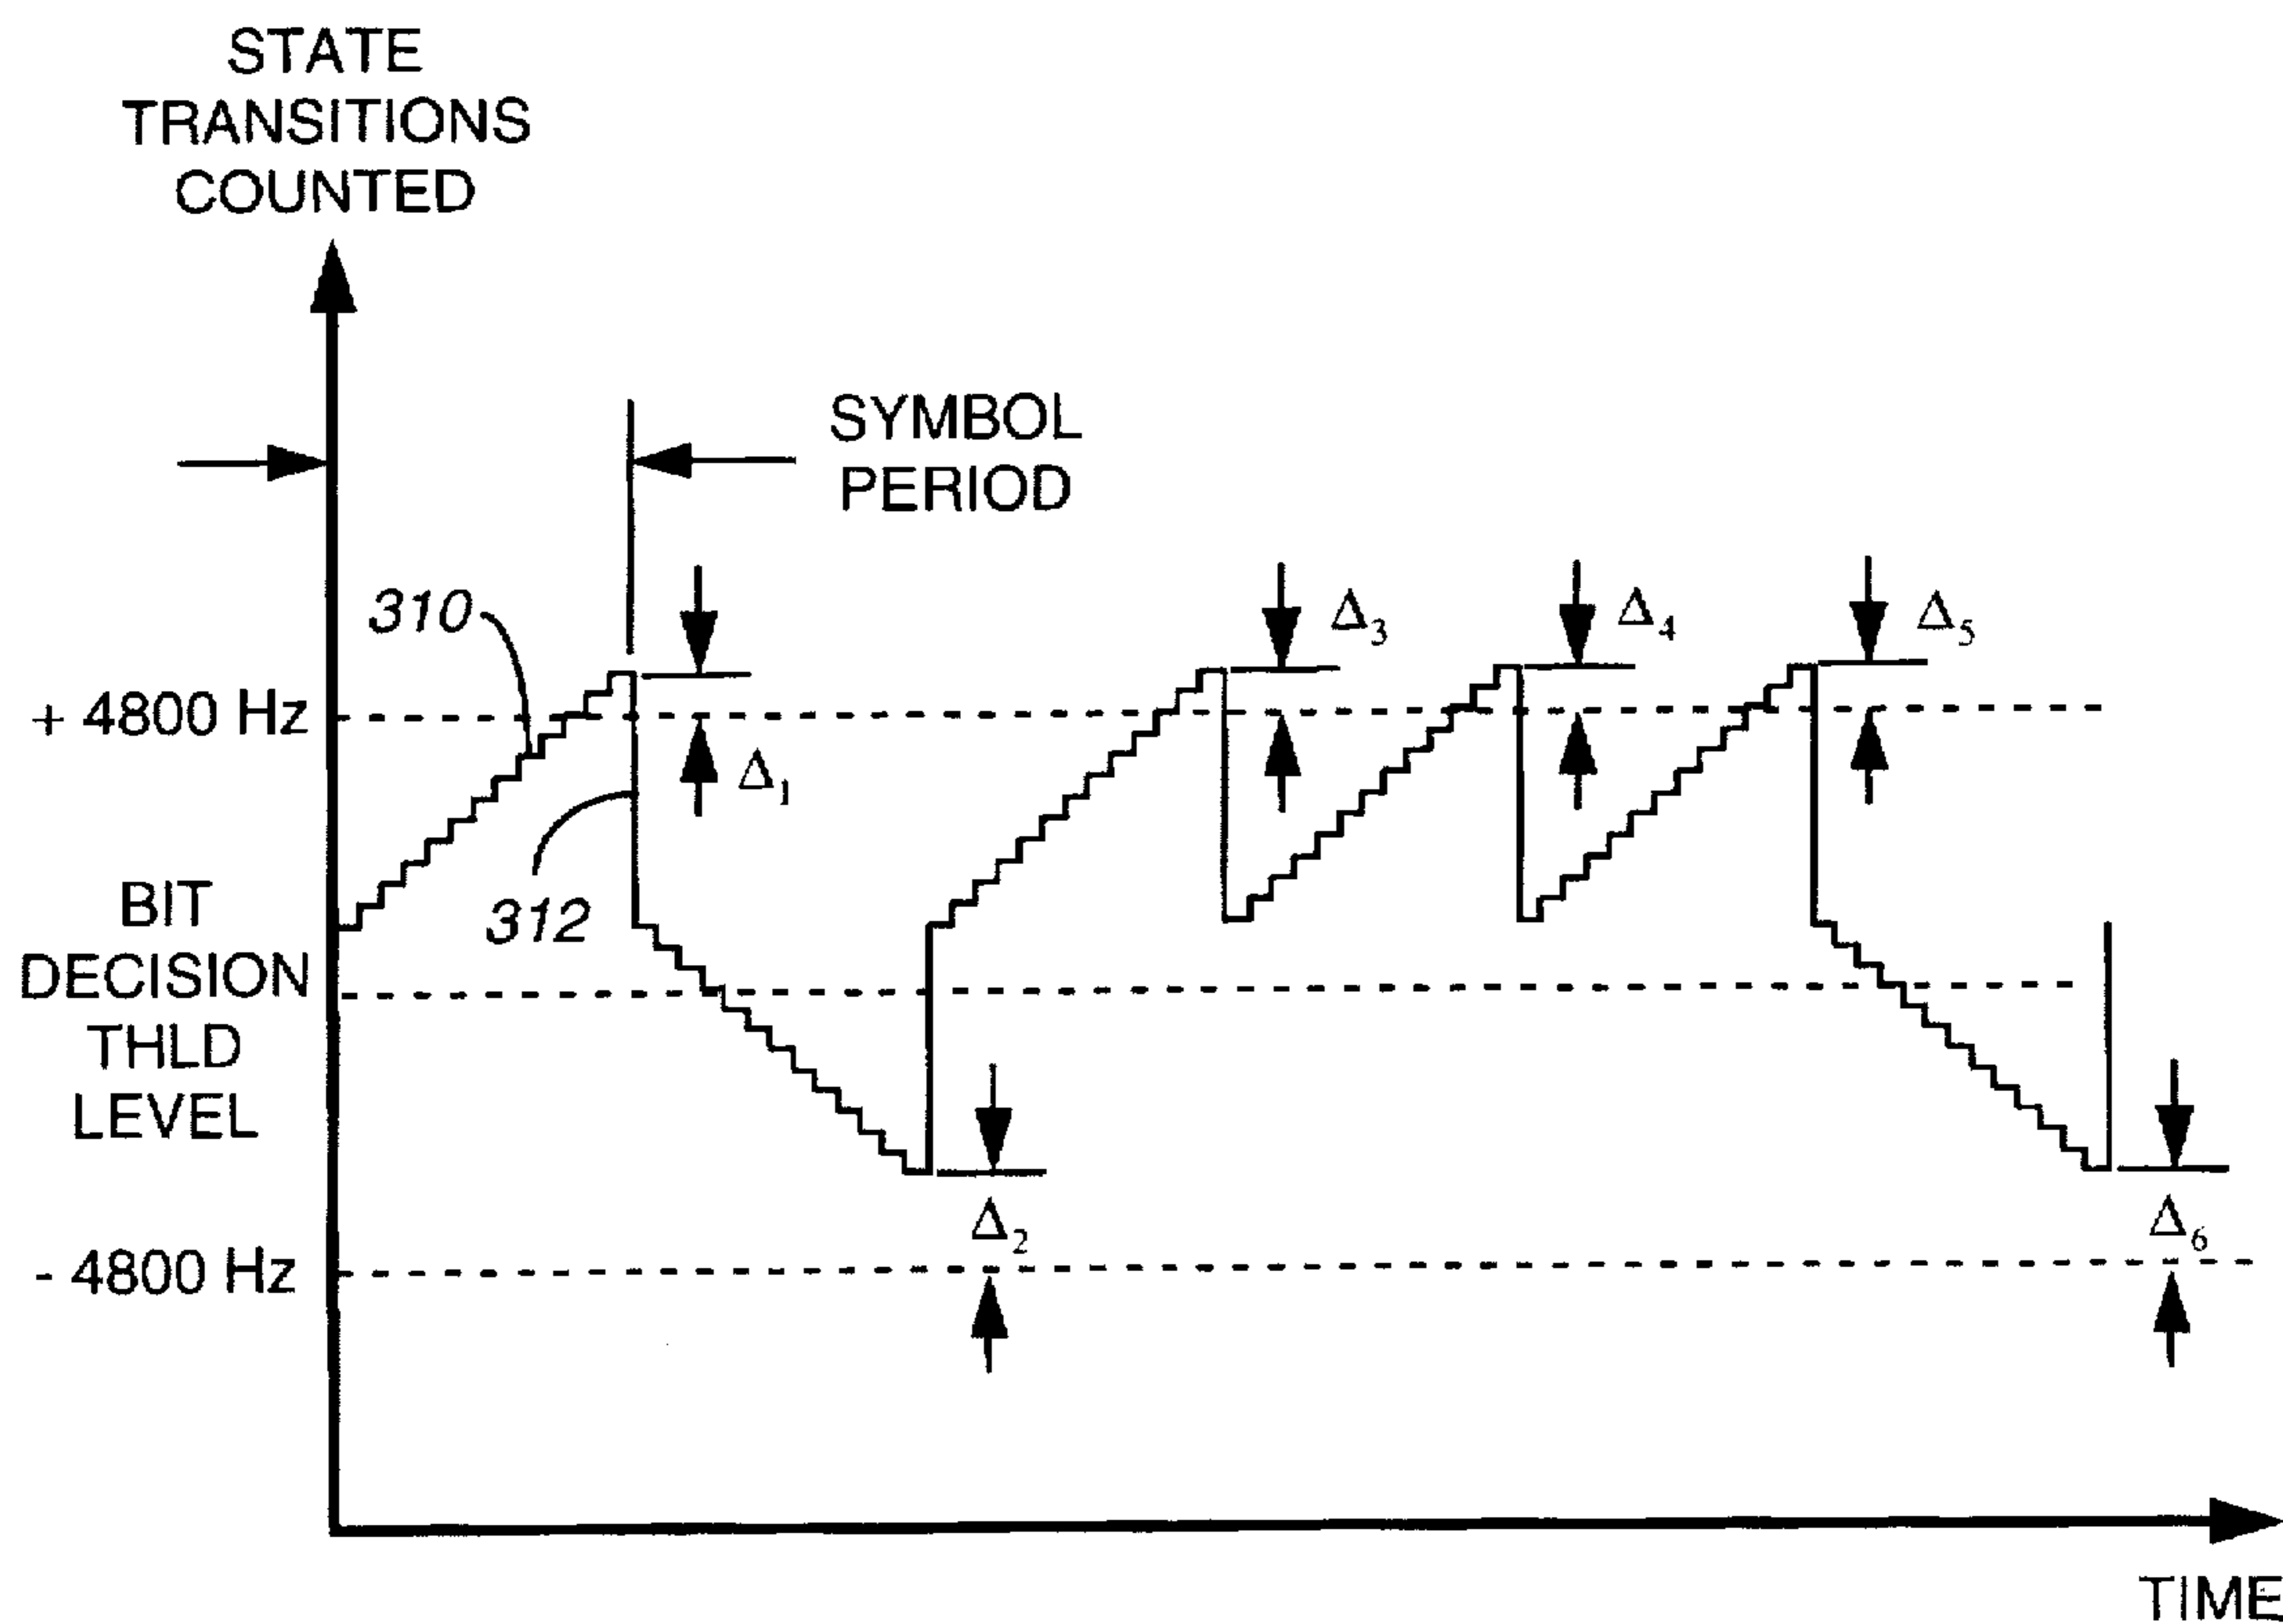 STATE
TRANSITIONS
COUNTED
SYMBOL
PERIOD
310
Δ3
Δ4
Δ5
+ 4800 Hz
Δ1
312
BIT
DECISION
THLD
LEVEL
Δ2
Δ6
- 4800 Hz
TIME